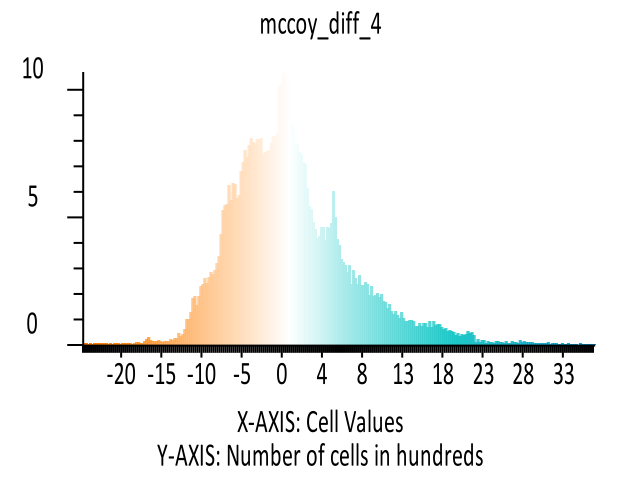 mccoy_diff_4
10
5
0
-20 -15 -10 -5 0 4 8 13 18 23 28 33
X-AXIS: Cell Values
Y-AXIS: Number of cells in hundreds